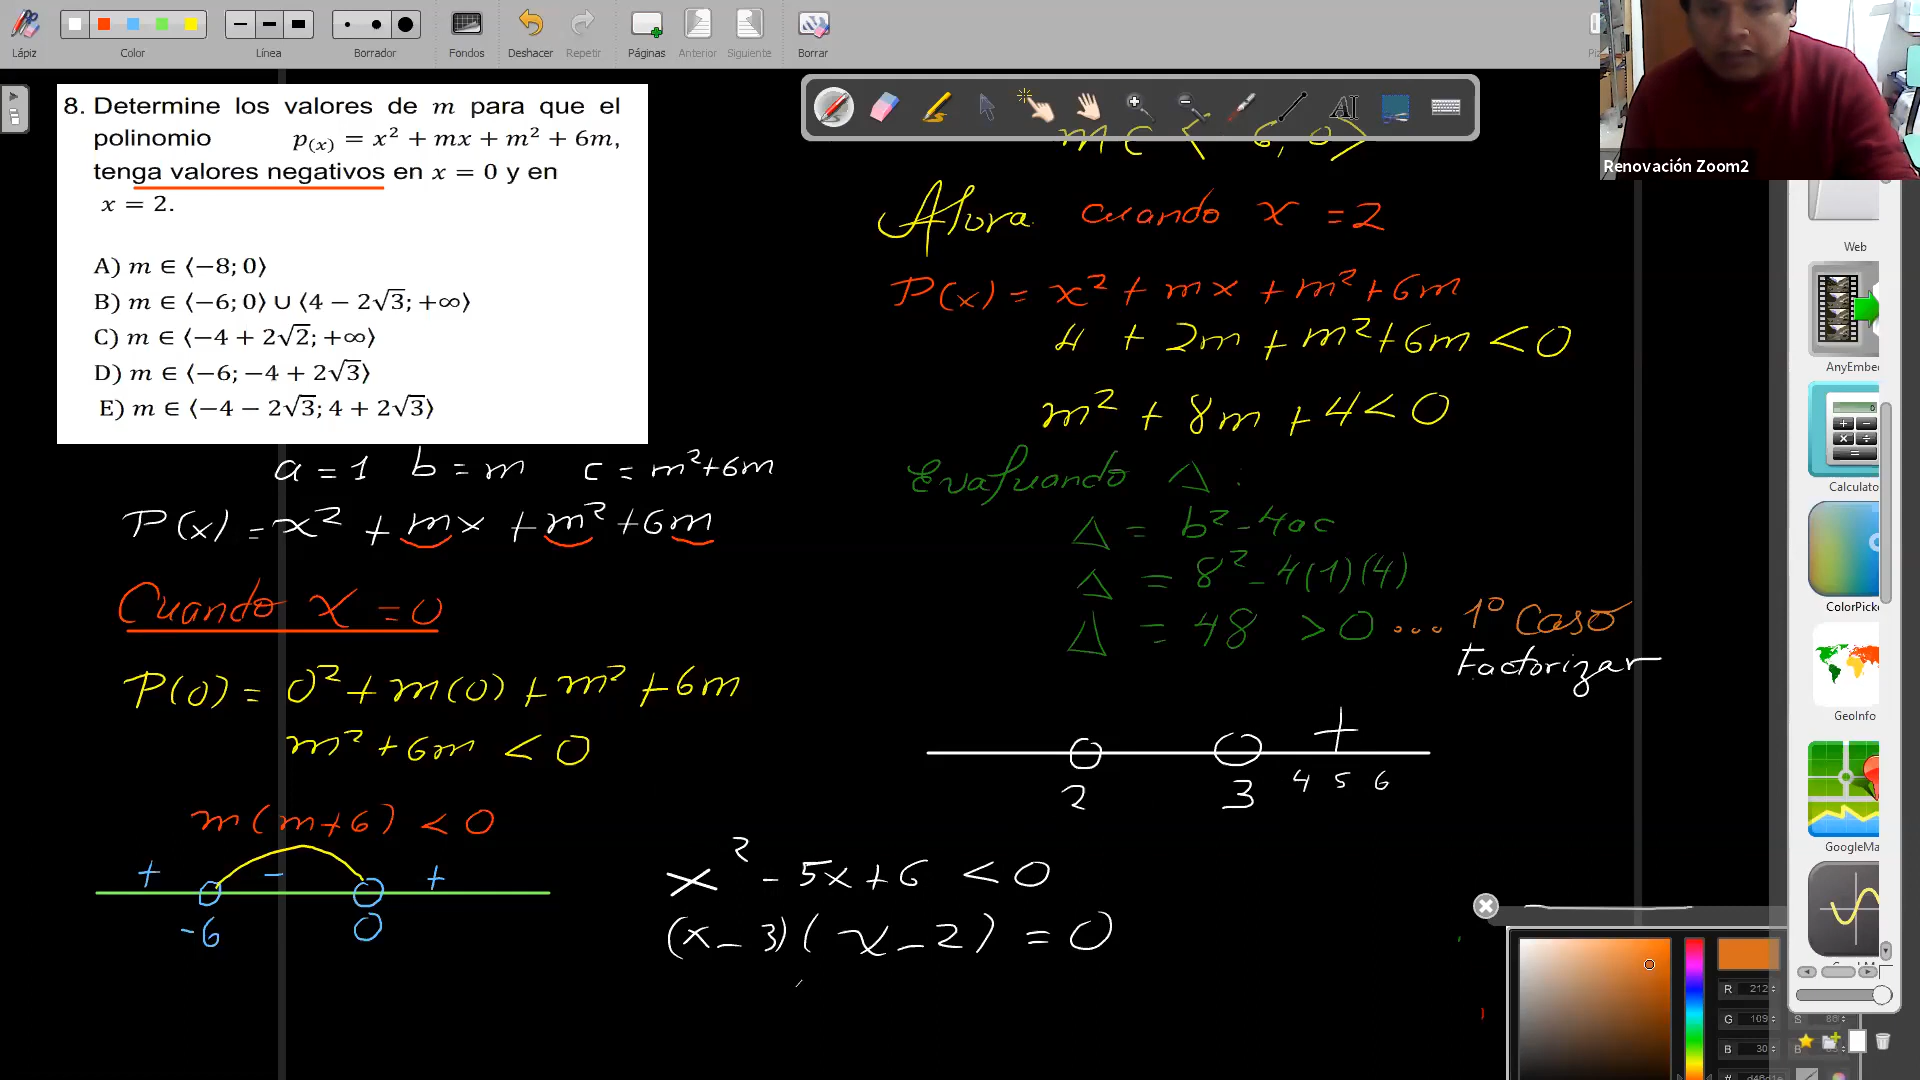 Lápiz
Color
Línea
Borrador
Fondos
Deshacer
Repetir
Páginas
Anterior
Siguiente
Borrar
Renovación Zoom2
8. Determine los valores de m para que el
polinomio p(x) = x² + mx + m² + 6m,
tenga valores negativos en x = 0 y en
x = 2.
A) m ∈ ⟨−8; 0⟩
B) m ∈ ⟨−6; 0⟩ ∪ ⟨4 − 2√3; +∞⟩
C) m ∈ ⟨−4 + 2√2; +∞⟩
D) m ∈ ⟨−6; −4 + 2√3⟩
E) m ∈ ⟨−4 − 2√3; 4 + 2√3⟩
a = 1 b = m c = m²+6m
P(x) = x² + mx + m² + 6m
Cuando x = 0
P(0) = 0² + m(0) + m² + 6m
m² + 6m < 0
m(m+6) < 0
+ − +
-6 0
Ahora cuando x = 2
P(x) = x² + mx + m² + 6m
4 + 2m + m² + 6m < 0
m² + 8m + 4 < 0
Evaluando Δ :
Δ = b² - 4ac
Δ = 8² - 4(1)(4)
Δ = 48 > 0 ... 1° Caso
Factorizar
+
2 3 4 5 6
x² - 5x + 6 < 0
(x - 3)(x - 2) = 0
Web
AnyEmbe
Calculato
ColorPicke
GeoInfo
GoogleMa
R 212
G 109
B 30